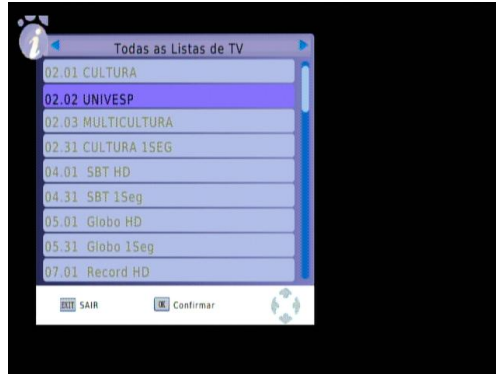 Todas as Listas de TV
02.01 CULTURA
02.02 UNIVESP
02.03 MULTICULTURA
02.31 CULTURA 1SEG
04.01 SBT HD
04.31 SBT 1Seg
05.01 Globo HD
05.31 Globo 1Seg
07.01 Record HD
EXIT SAIR OK Confirmar